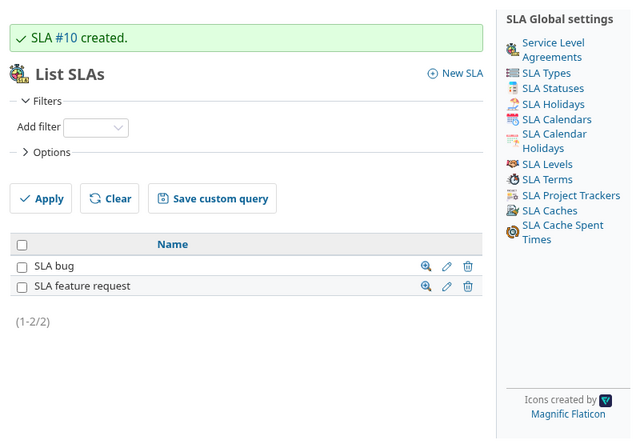 SLA #10 created.
List SLAs
New SLA
Filters
Add filter
Options
Apply
Clear
Save custom query
Name
SLA bug
SLA feature request
(1-2/2)
SLA Global settings
Service Level
Agreements
SLA Types
SLA Statuses
SLA Holidays
SLA Calendars
SLA Calendar
Holidays
SLA Levels
SLA Terms
SLA Project Trackers
SLA Caches
SLA Cache Spent
Times
Icons created by
Magnific Flaticon